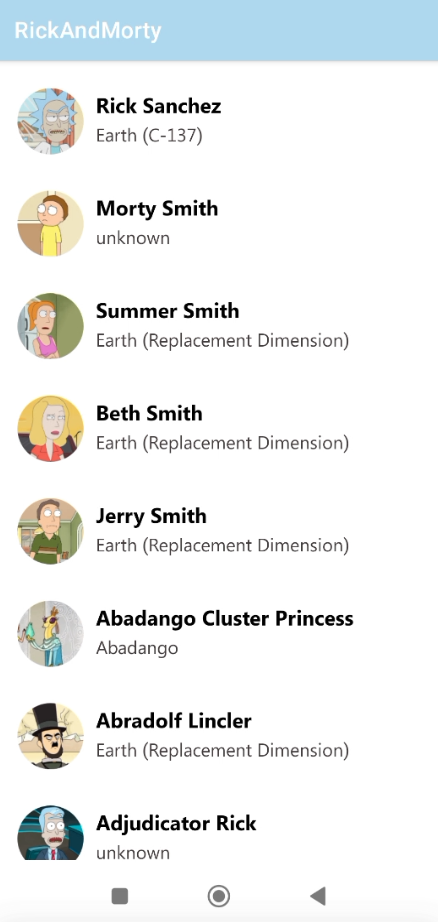 RickAndMorty
Rick Sanchez
Earth (C-137)
Morty Smith
unknown
Summer Smith
Earth (Replacement Dimension)
Beth Smith
Earth (Replacement Dimension)
Jerry Smith
Earth (Replacement Dimension)
Abadango Cluster Princess
Abadango
Abradolf Lincler
Earth (Replacement Dimension)
Adjudicator Rick
unknown